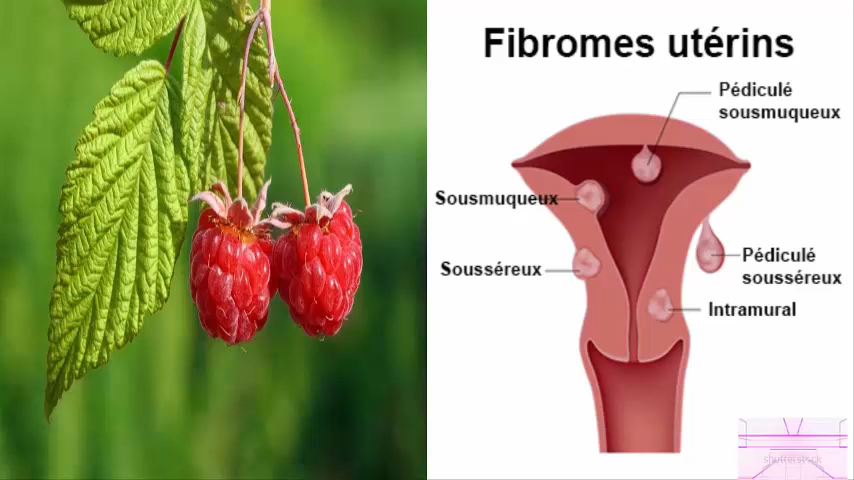 Fibromes utérins
Pédiculé
sousmuqueux
Sousmuqueux
Sousséreux
Pédiculé
sousséreux
Intramural
shutterstock